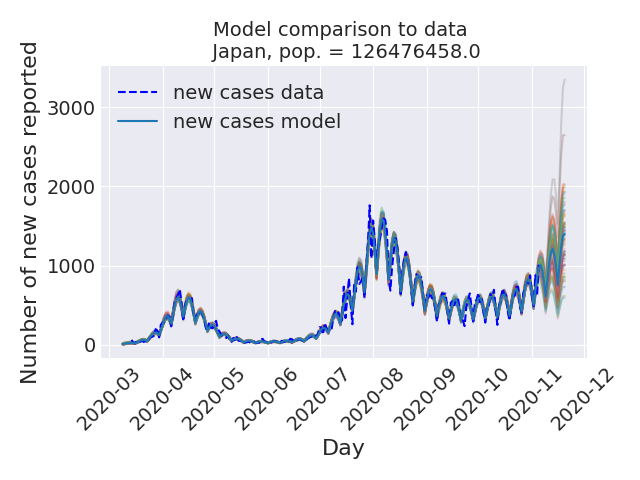 Model comparison to data
Japan, pop. = 126476458.0
Number of new cases reported
3000
2000
1000
0
new cases data
new cases model
2020-03
2020-04
2020-05
2020-06
2020-07
2020-08
2020-09
2020-10
2020-11
2020-12
Day